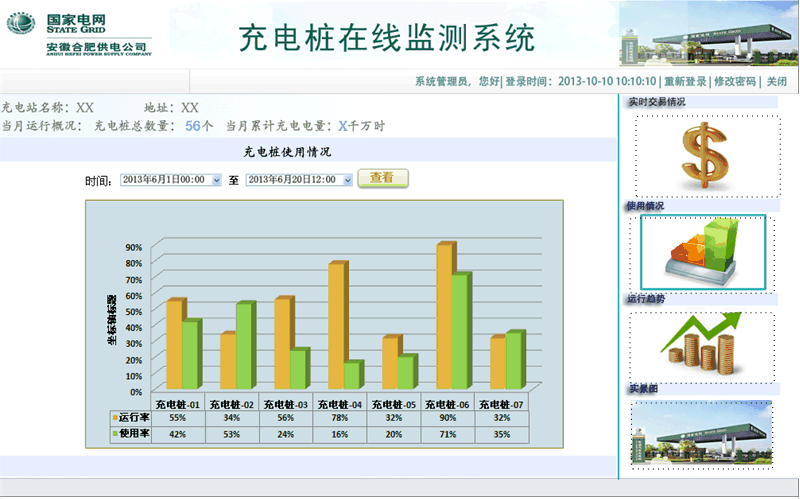 国家电网
STATE GRID
安徽合肥供电公司
ANHUI HEFEI POWER SUPPLY COMPANY
充电桩在线监测系统
系统管理员，您好| 登录时间：2013-10-10 10:10:10 | 重新登录 | 修改密码 | 关闭
充电站名称：XX 地址：XX
当月运行概况： 充电桩总数量： 56个 当月累计充电电量：X千万时
充电桩使用情况
时间： 2013年6月1日00:00 至 2013年6月20日12:00 查看
90%
80%
70%
60%
50%
40%
30%
20%
10%
0%
坐标轴标题
充电桩-01 充电桩-02 充电桩-03 充电桩-04 充电桩-05 充电桩-06 充电桩-07
运行率 55% 34% 56% 78% 32% 90% 32%
使用率 42% 53% 24% 16% 20% 71% 35%
实时交易情况
使用情况
运行趋势
实景图